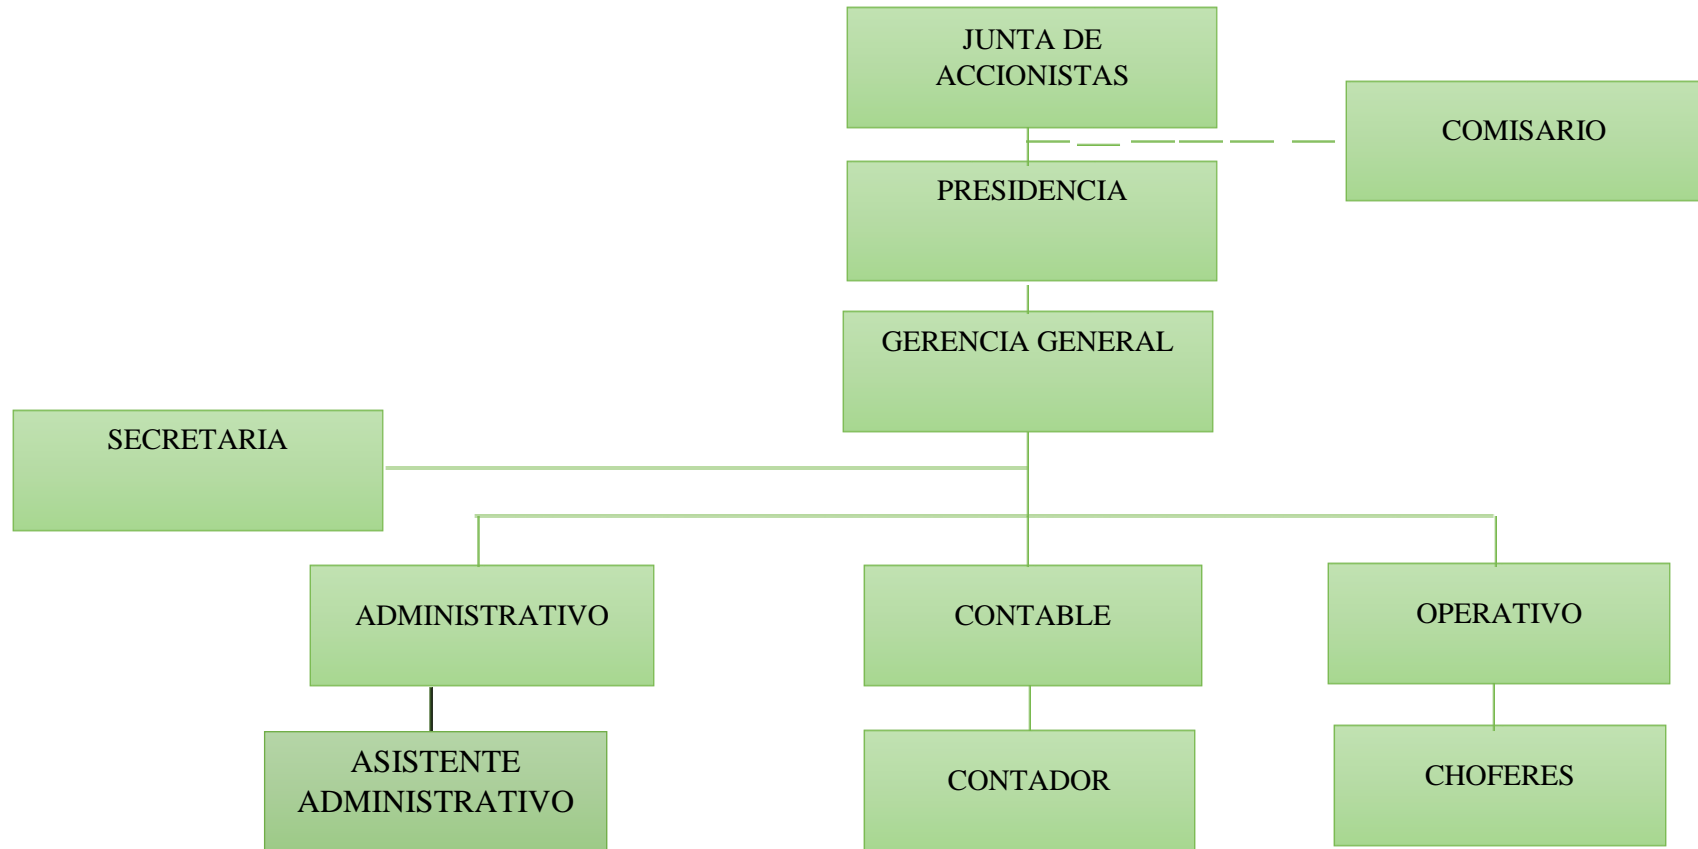 JUNTA DE
ACCIONISTAS
COMISARIO
PRESIDENCIA
GERENCIA GENERAL
SECRETARIA
ADMINISTRATIVO
CONTABLE
OPERATIVO
ASISTENTE
ADMINISTRATIVO
CONTADOR
CHOFERES